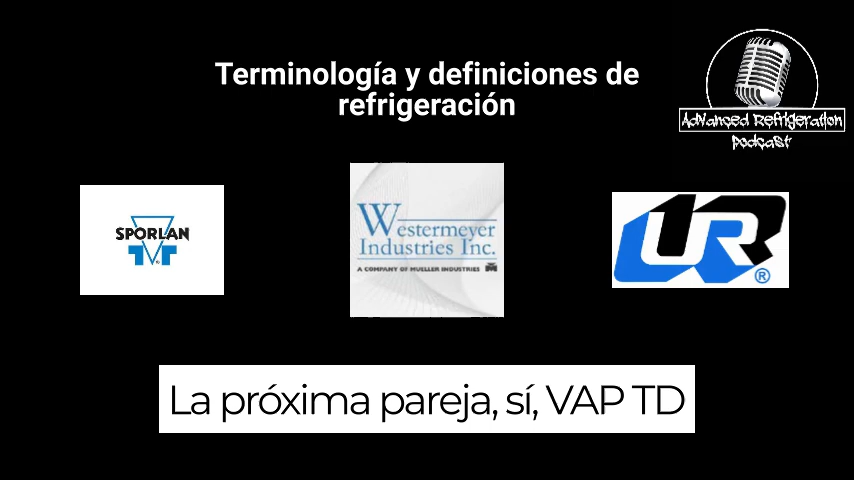 Terminología y definiciones de
refrigeración
Advanced Refrigeration
Podcast
SPORLAN
Westermeyer
Industries Inc.
A COMPANY OF MUELLER INDUSTRIES
UR
®
La próxima pareja, sí, VAP TD